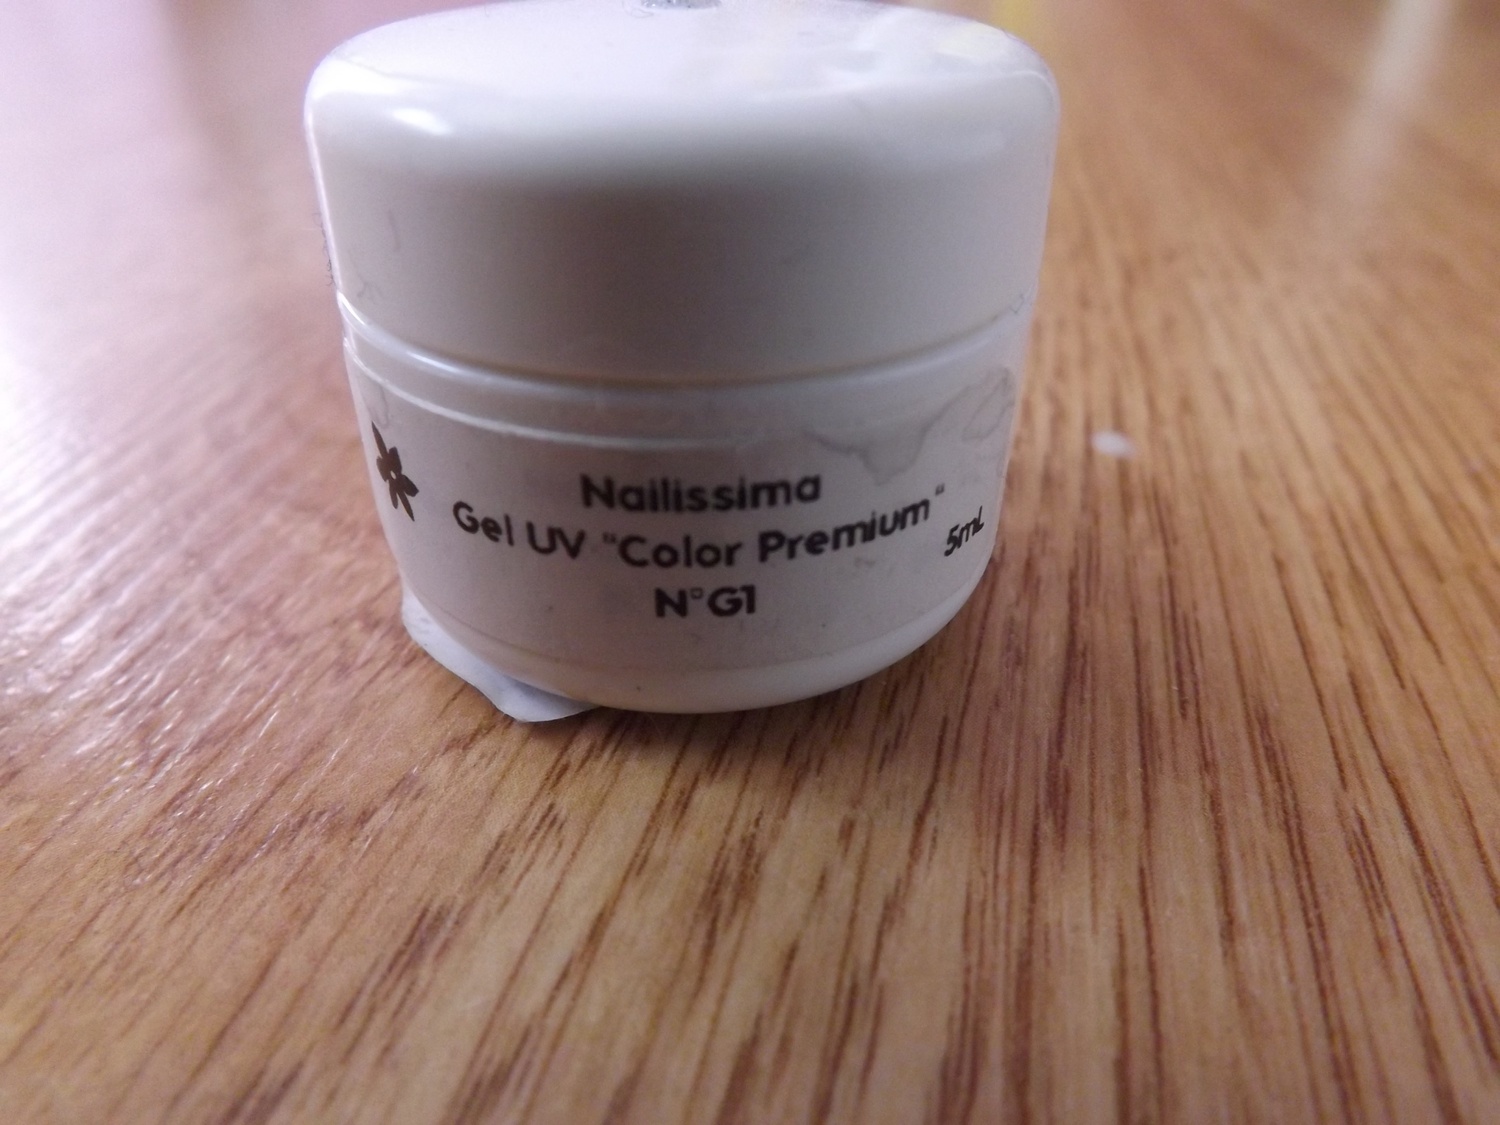 Nailissima
Gel UV "Color Premium"
5mL
N°G1